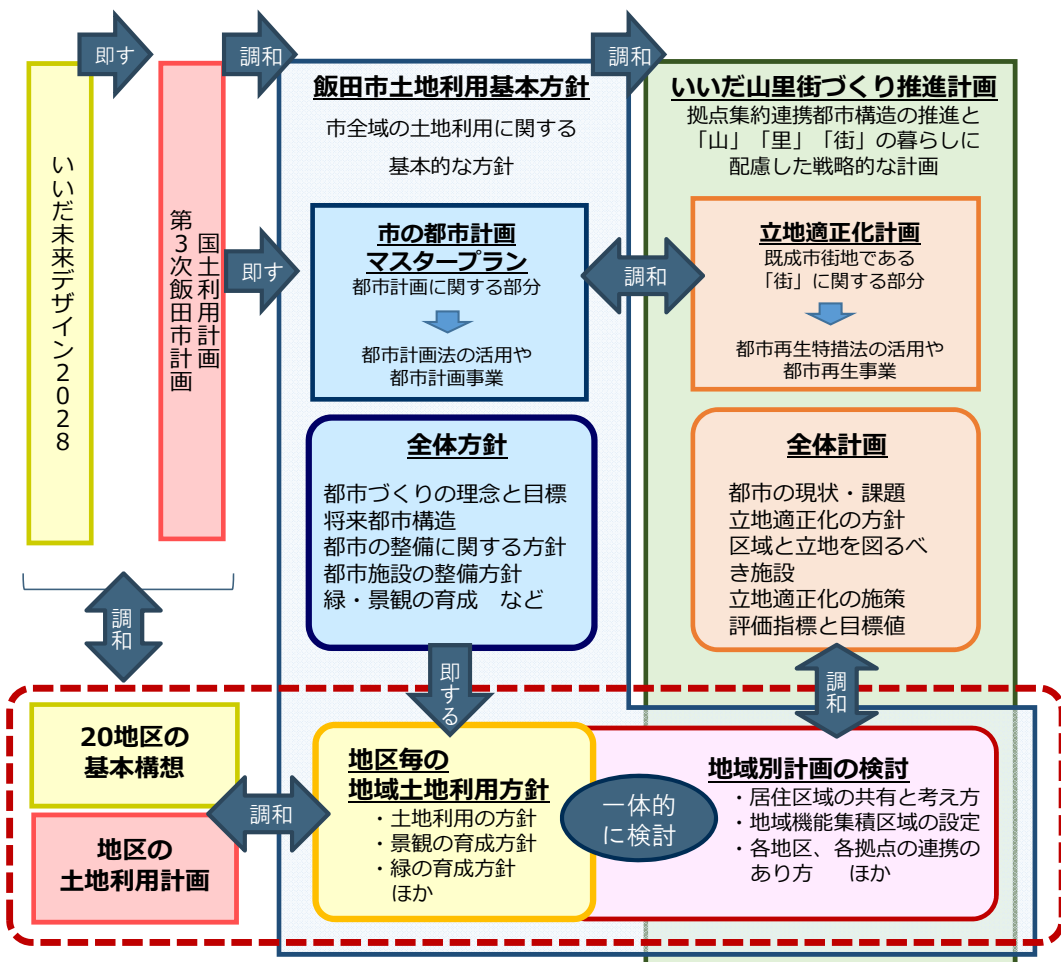 即す
調和
調和
いいだ未来デザイン2028
国土利用計画
第3次飯田市計画
飯田市土地利用基本方針
市全域の土地利用に関する
基本的な方針
いいだ山里街づくり推進計画
拠点集約連携都市構造の推進と
「山」「里」「街」の暮らしに
配慮した戦略的な計画
即す
市の都市計画
マスタープラン
都市計画に関する部分
都市計画法の活用や
都市計画事業
調和
立地適正化計画
既成市街地である
「街」に関する部分
都市再生特措法の活用や
都市再生事業
全体方針
都市づくりの理念と目標
将来都市構造
都市の整備に関する方針
都市施設の整備方針
緑・景観の育成　など
全体計画
都市の現状・課題
立地適正化の方針
区域と立地を図るべ
き施設
立地適正化の施策
評価指標と目標値
調和
即する
調和
20地区の
基本構想
地区の
土地利用計画
調和
地区毎の
地域土地利用方針
・土地利用の方針
・景観の育成方針
・緑の育成方針
ほか
一体的
に検討
地域別計画の検討
・居住区域の共有と考え方
・地域機能集積区域の設定
・各地区、各拠点の連携の
あり方　ほか